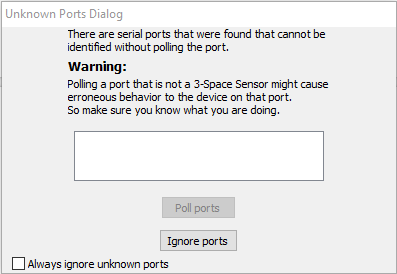 Unknown Ports Dialog
There are serial ports that were found that cannot be
identified without polling the port.
Warning:
Polling a port that is not a 3-Space Sensor might cause
erroneous behavior to the device on that port.
So make sure you know what you are doing.
Poll ports
Ignore ports
Always ignore unknown ports